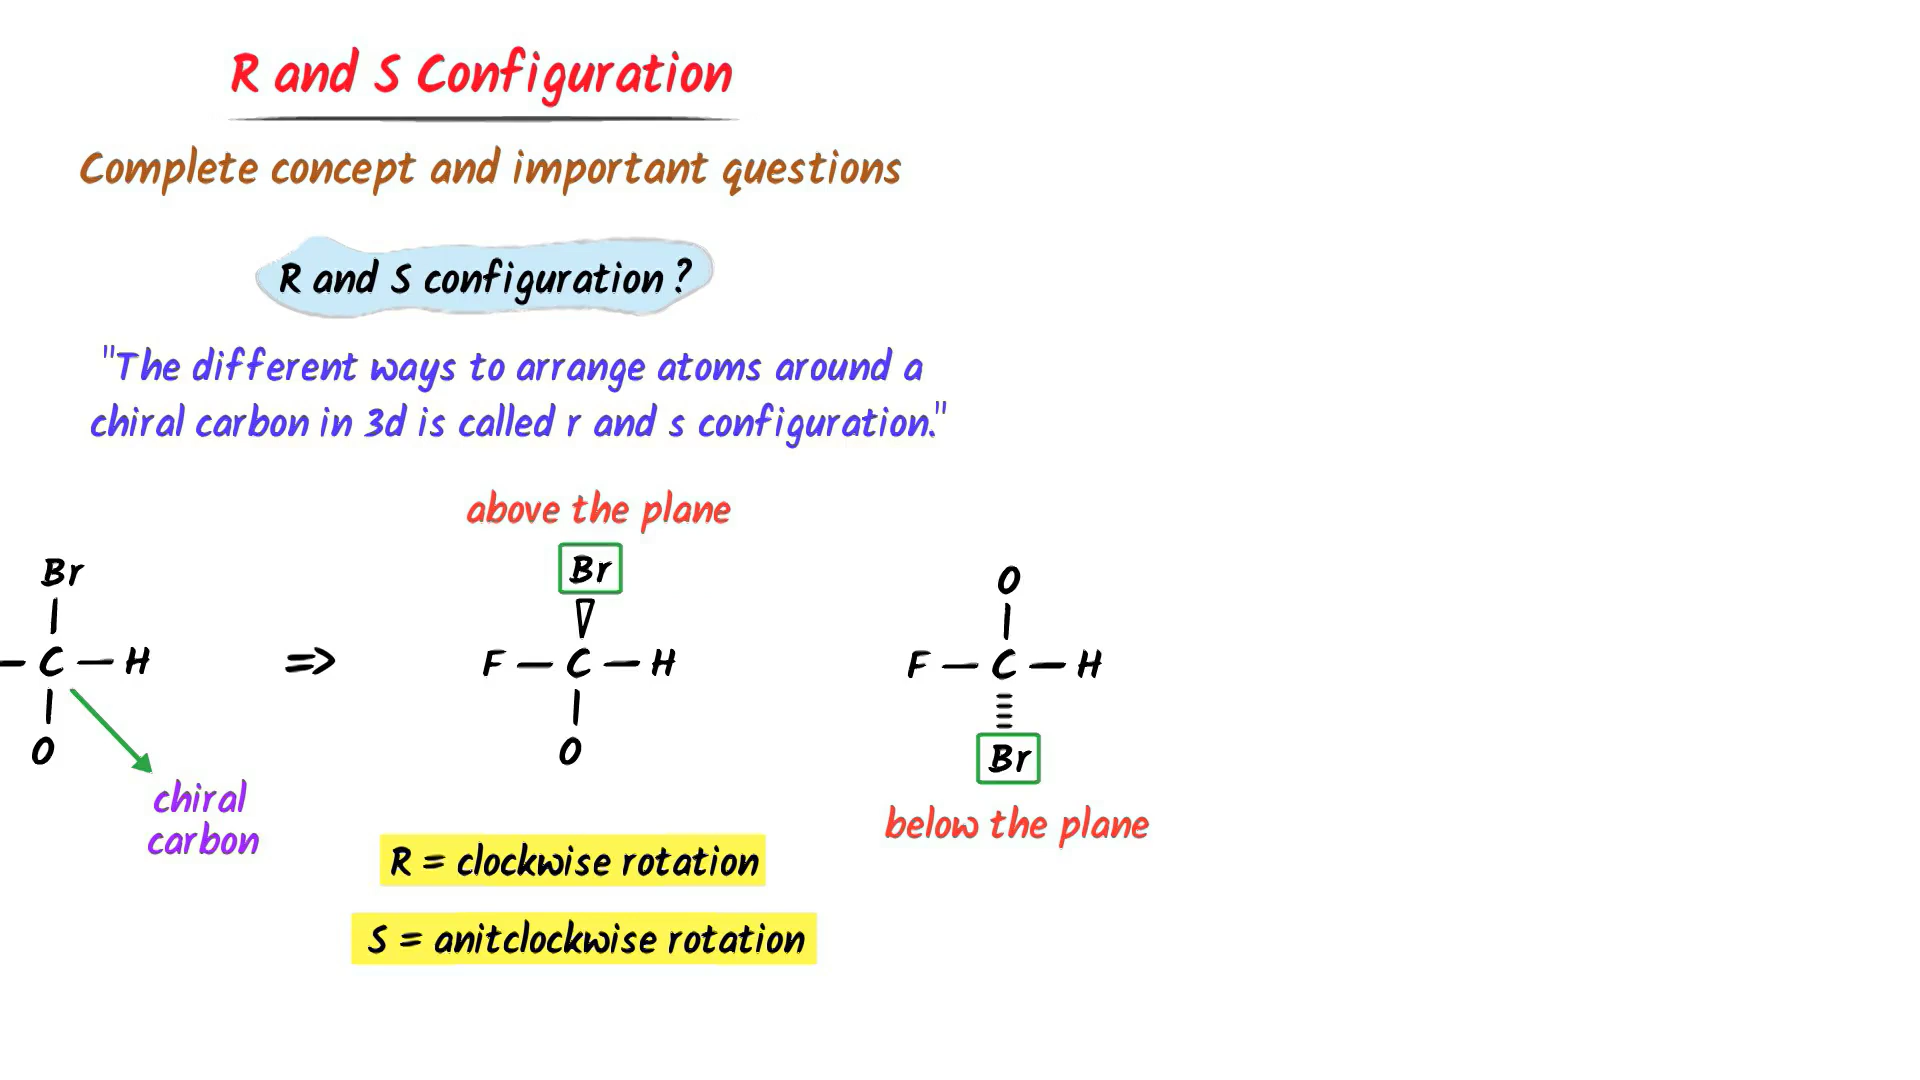 R and S Configuration
Complete concept and important questions
R and S configuration ?
"The different ways to arrange atoms around a
chiral carbon in 3d is called r and s configuration."
above the plane
Br
Br
O
— C — H
=>
F — C — H
F — C — H
O
O
Br
chiral
carbon
below the plane
R = clockwise rotation
S = anitclockwise rotation